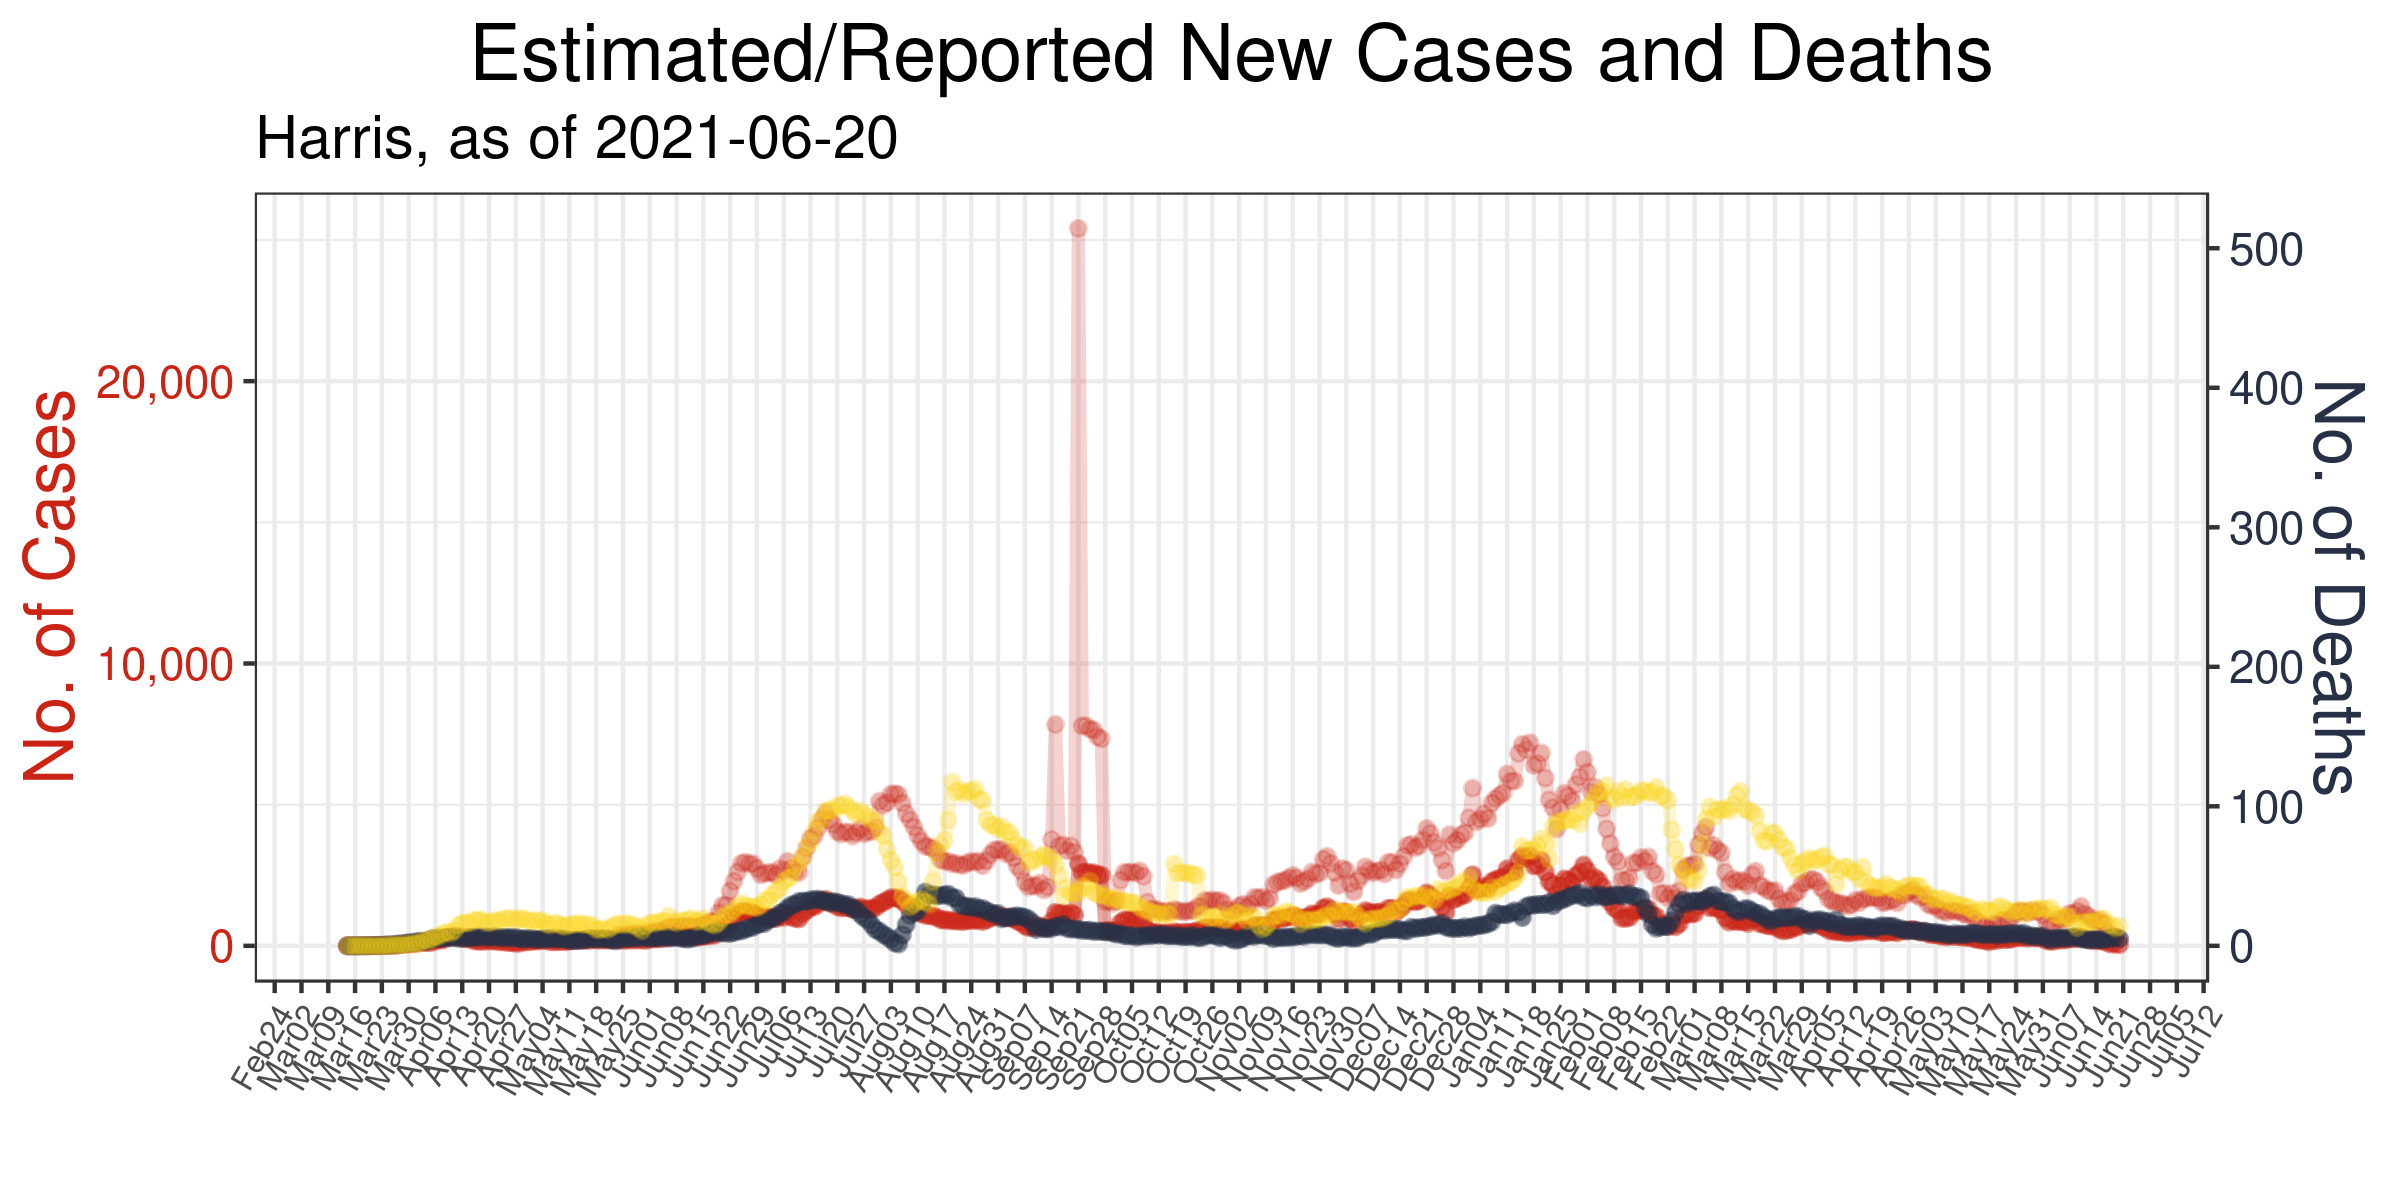 Estimated/Reported New Cases and Deaths
Harris, as of 2021-06-20
No. of Cases
20,000
10,000
0
500
400
300
200
100
0
No. of Deaths
Feb24
Mar02
Mar09
Mar16
Mar23
Mar30
Apr06
Apr13
Apr20
Apr27
May04
May11
May18
May25
Jun01
Jun08
Jun15
Jun22
Jun29
Jul06
Jul13
Jul20
Jul27
Aug03
Aug10
Aug17
Aug24
Aug31
Sep07
Sep14
Sep21
Sep28
Oct05
Oct12
Oct19
Oct26
Nov02
Nov09
Nov16
Nov23
Nov30
Dec07
Dec14
Dec21
Dec28
Jan04
Jan11
Jan18
Jan25
Feb01
Feb08
Feb15
Feb22
Mar01
Mar08
Mar15
Mar22
Mar29
Apr05
Apr12
Apr19
Apr26
May03
May10
May17
May24
May31
Jun07
Jun14
Jun21
Jun28
Jul05
Jul12